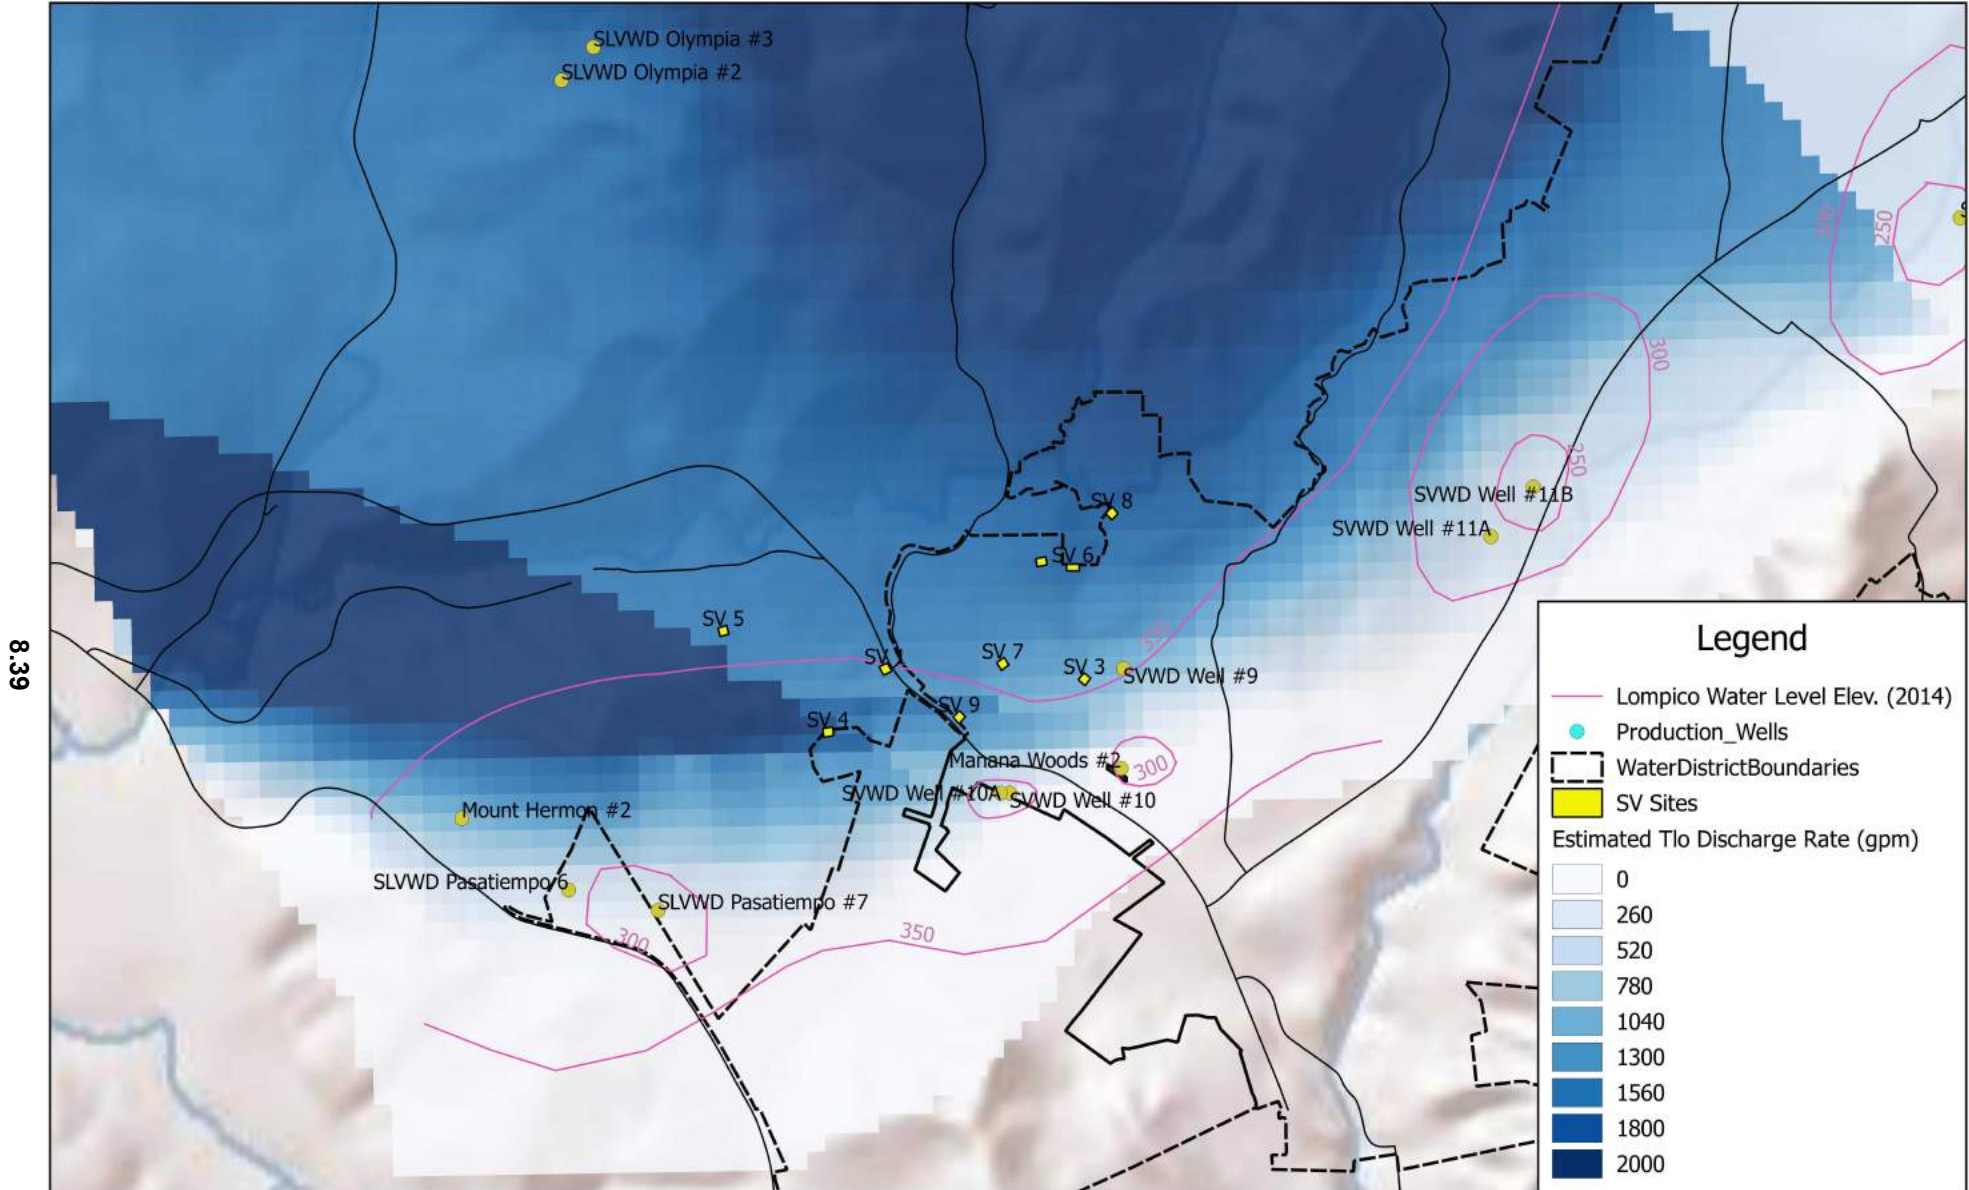 SLVWD Olympia #3
SLVWD Olympia #2
250
300
250
SVWD Well #11B
SVWD Well #11A
SV 8
SV 6
SV 5
SV 7
SV 3
350
SVWD Well #9
SV 9
SV 4
Manana Woods #2
300
SVWD Well #10A
SVWD Well #10
Mount Hermon #2
SLVWD Pasatiempo 6
SLVWD Pasatiempo #7
300
350
8.39
Legend
Lompico Water Level Elev. (2014)
Production_Wells
WaterDistrictBoundaries
SV Sites
Estimated Tlo Discharge Rate (gpm)
0
260
520
780
1040
1300
1560
1800
2000